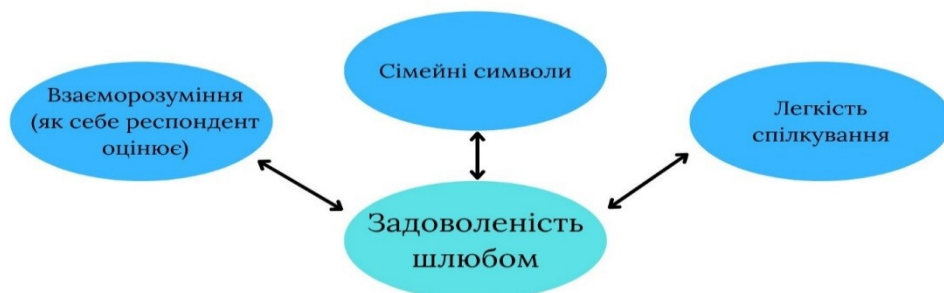 Взаєморозуміння
(як себе респондент
оцінює)
Сімейні символи
Легкість
спілкування
Задоволеність
шлюбом